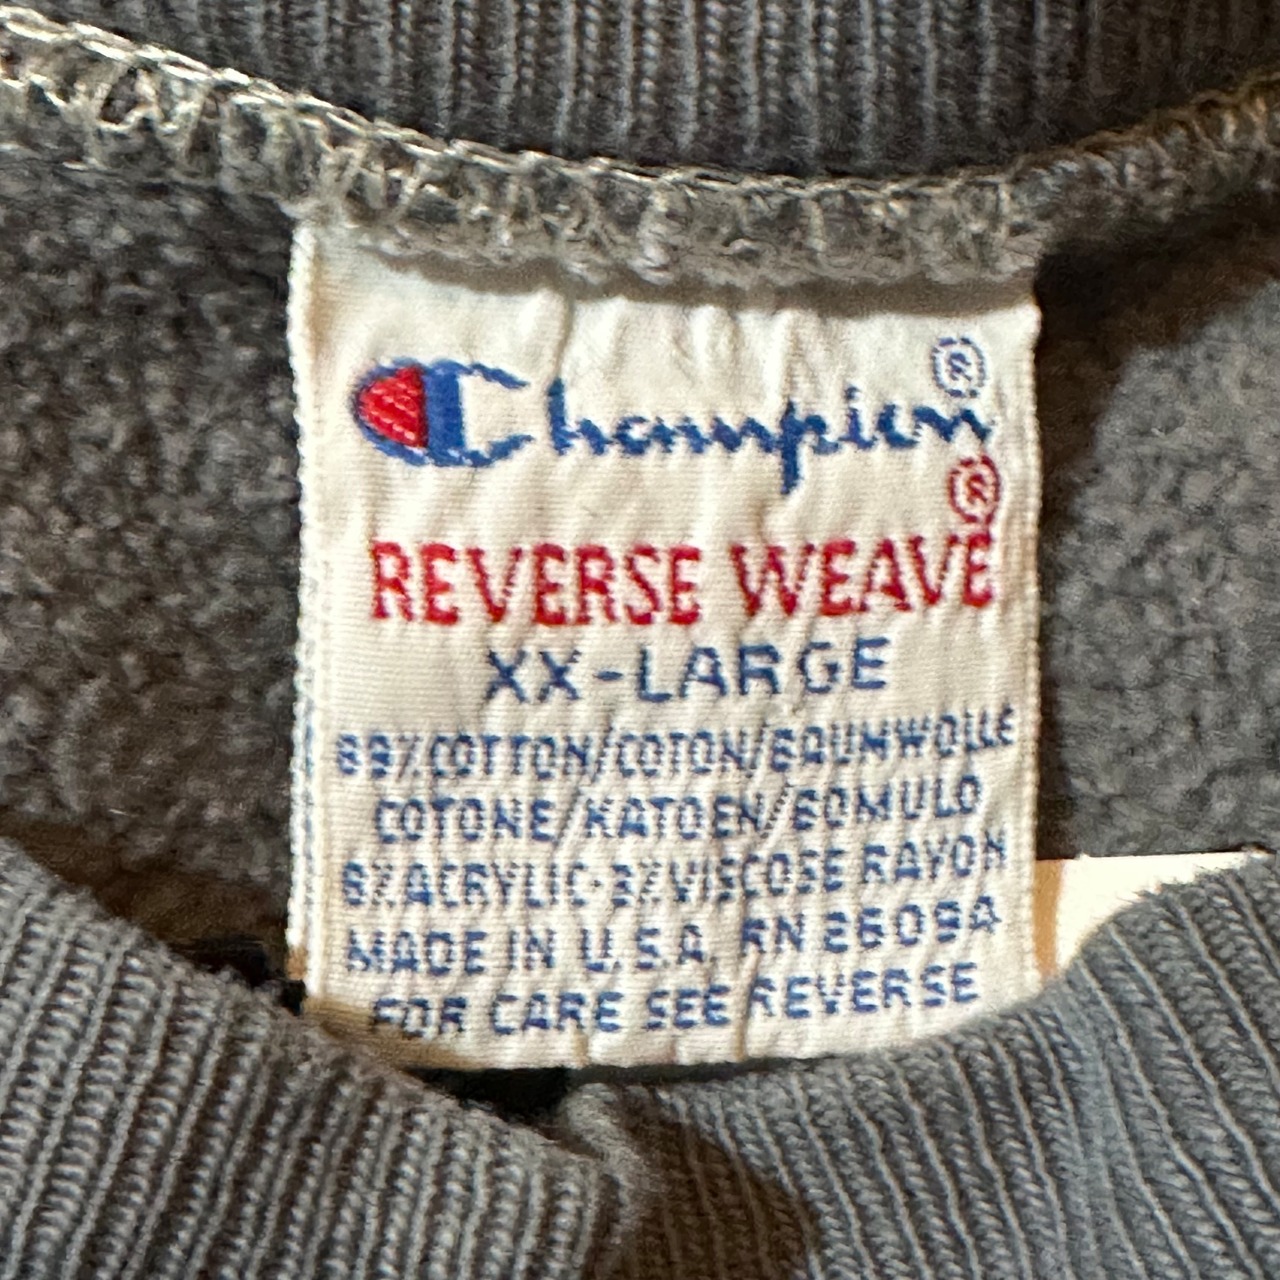 Champion®
REVERSE WEAVE®
XX-LARGE
89% COTTON/COTON/BAUMWOLLE
COTONE/KATOEN/BOMULD
8% ACRYLIC-3% VISCOSE RAYON
MADE IN U.S.A. RN 26094
FOR CARE SEE REVERSE